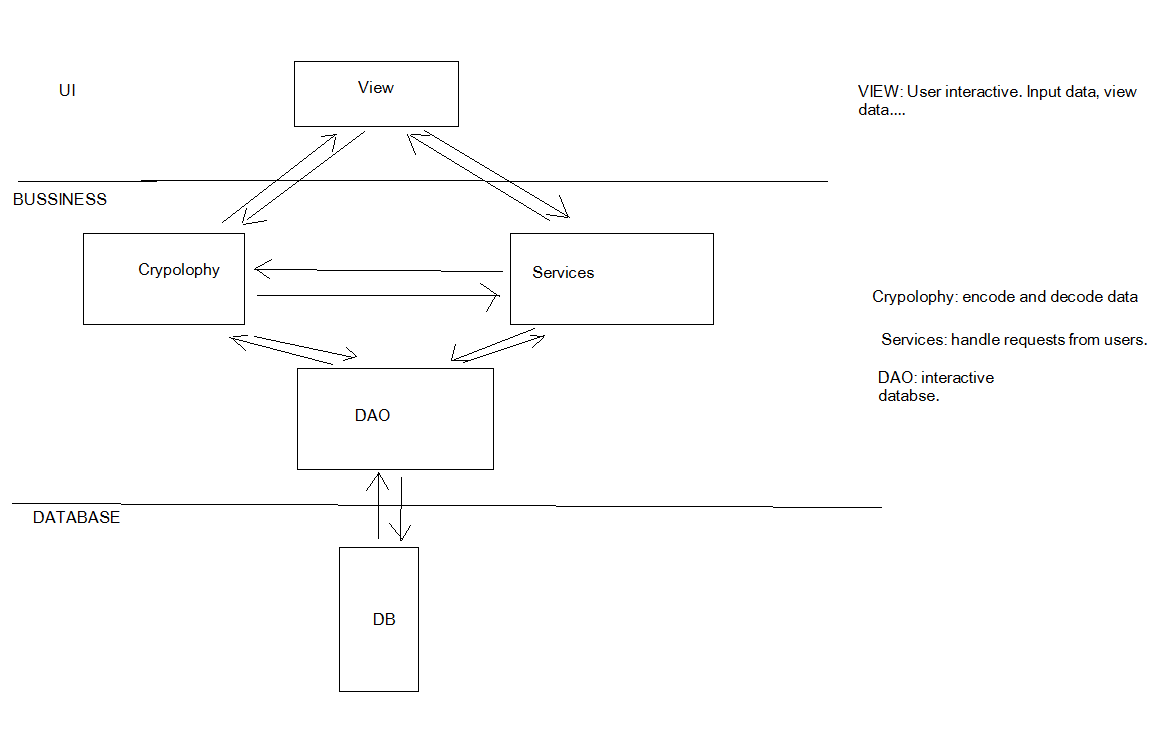 View
UI
VIEW: User interactive. Input data, view
data....
BUSSINESS
Crypolophy
Services
Crypolophy: encode and decode data
Services: handle requests from users.
DAO: interactive
databse.
DAO
DATABASE
DB